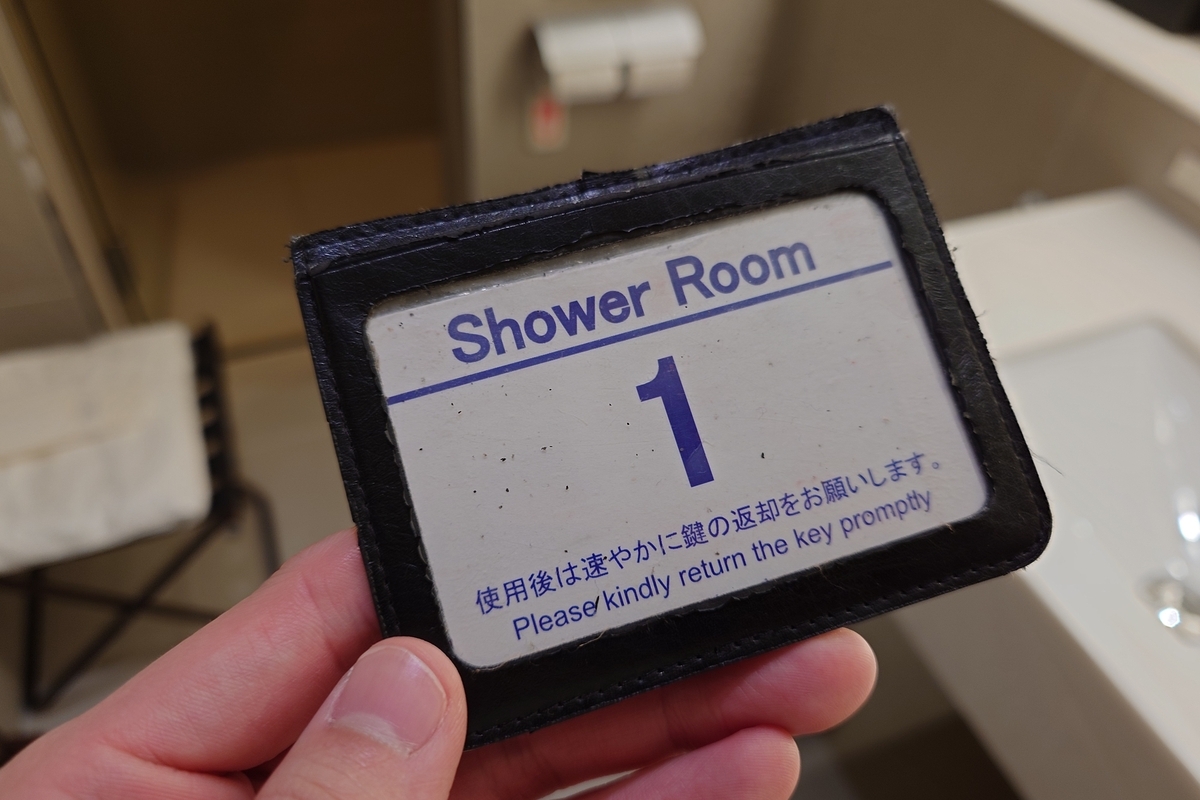 Shower Room
1
使用後は速やかに鍵の返却をお願いします。
Please kindly return the key promptly